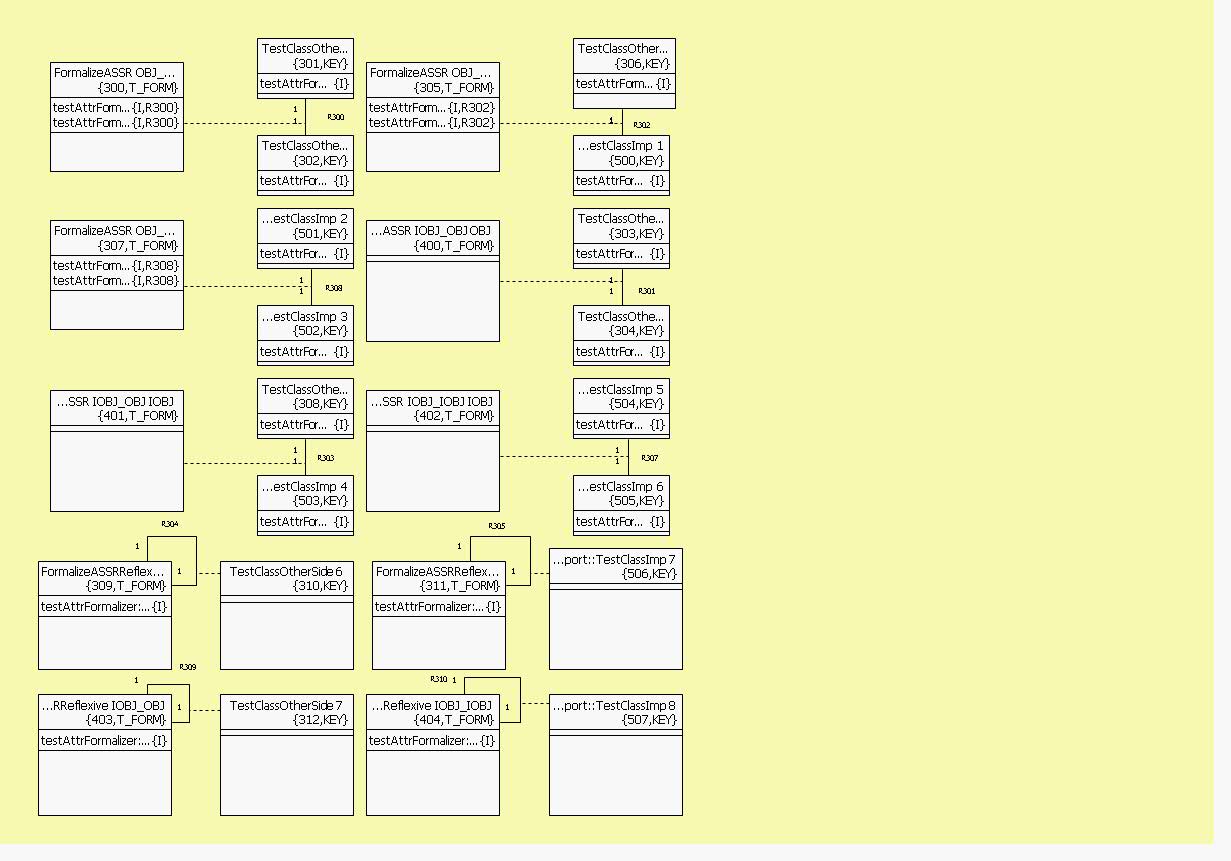 TestClassOthe...
{301,KEY}
testAttrFor... {I}
TestClassOther...
{306,KEY}
testAttrForm... {I}
FormalizeASSR OBJ_...
{300,T_FORM}
testAttrForm...{I,R300}
testAttrForm...{I,R300}
FormalizeASSR OBJ_...
{305,T_FORM}
testAttrForm...{I,R302}
testAttrForm...{I,R302}
1
1
R300
1
R302
TestClassOthe...
{302,KEY}
testAttrFor... {I}
...estClassImp 1
{500,KEY}
testAttrFor... {I}
FormalizeASSR OBJ_...
{307,T_FORM}
testAttrForm...{I,R308}
testAttrForm...{I,R308}
...estClassImp 2
{501,KEY}
testAttrFor... {I}
...ASSR IOBJ_OBJ OBJ
{400,T_FORM}
TestClassOthe...
{303,KEY}
testAttrFor... {I}
1
1
R308
1
1
R301
...estClassImp 3
{502,KEY}
testAttrFor... {I}
TestClassOthe...
{304,KEY}
testAttrFor... {I}
...SSR IOBJ_OBJ IOBJ
{401,T_FORM}
TestClassOthe...
{308,KEY}
testAttrFor... {I}
...SSR IOBJ_IOBJ IOBJ
{402,T_FORM}
...estClassImp 5
{504,KEY}
testAttrFor... {I}
1
1
R303
1
1
R307
...estClassImp 4
{503,KEY}
testAttrFor... {I}
...estClassImp 6
{505,KEY}
testAttrFor... {I}
R304
1
1
R305
1
1
FormalizeASSRReflex...
{309,T_FORM}
testAttrFormalizer:... {I}
TestClassOtherSide6
{310,KEY}
FormalizeASSRReflex...
{311,T_FORM}
testAttrFormalizer:... {I}
...port::TestClassImp 7
{506,KEY}
R309
1
1
R310
1
1
...RReflexive IOBJ_OBJ
{403,T_FORM}
testAttrFormalizer:... {I}
TestClassOtherSide7
{312,KEY}
...Reflexive IOBJ_IOBJ
{404,T_FORM}
testAttrFormalizer:... {I}
...port::TestClassImp 8
{507,KEY}